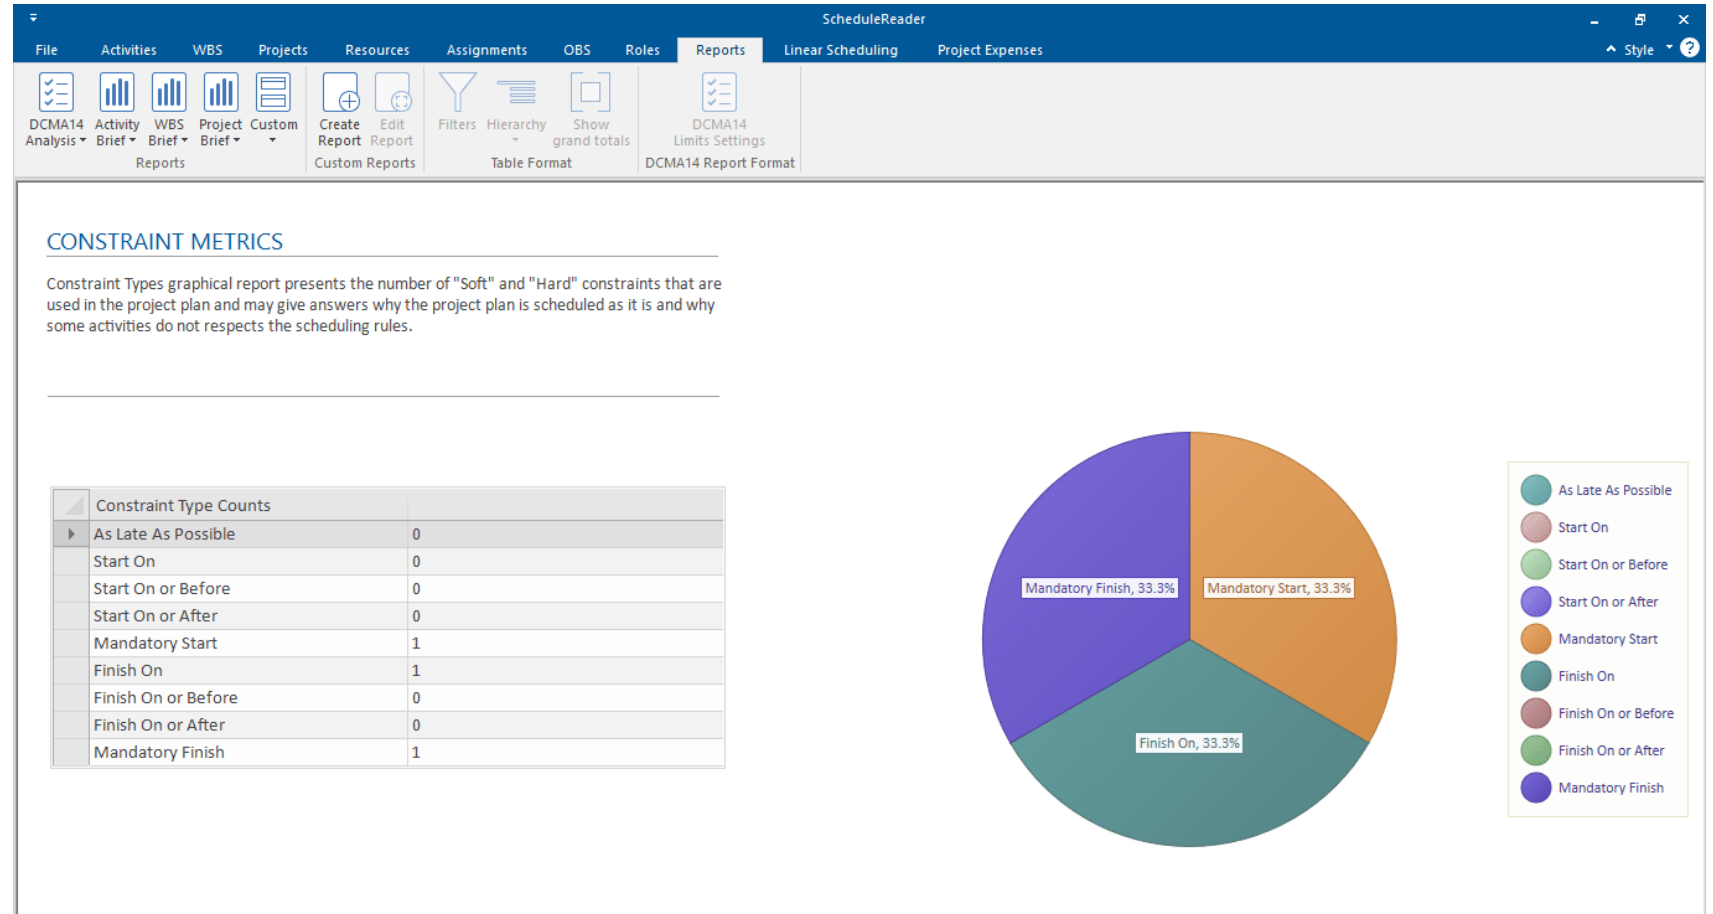 ScheduleReader
File Activities WBS Projects Resources Assignments OBS Roles Reports Linear Scheduling Project Expenses Style ?
DCMA14 Activity WBS Project Custom Create Edit Filters Hierarchy Show DCMA14
Analysis Brief Brief Brief Report Report grand totals Limits Settings
Reports Custom Reports Table Format DCMA14 Report Format
CONSTRAINT METRICS
Constraint Types graphical report presents the number of "Soft" and "Hard" constraints that are
used in the project plan and may give answers why the project plan is scheduled as it is and why
some activities do not respects the scheduling rules.
Constraint Type Counts
As Late As Possible 0
Start On 0
Start On or Before 0
Start On or After 0
Mandatory Start 1
Finish On 1
Finish On or Before 0
Finish On or After 0
Mandatory Finish 1
Mandatory Finish, 33.3%
Mandatory Start, 33.3%
Finish On, 33.3%
As Late As Possible
Start On
Start On or Before
Start On or After
Mandatory Start
Finish On
Finish On or Before
Finish On or After
Mandatory Finish